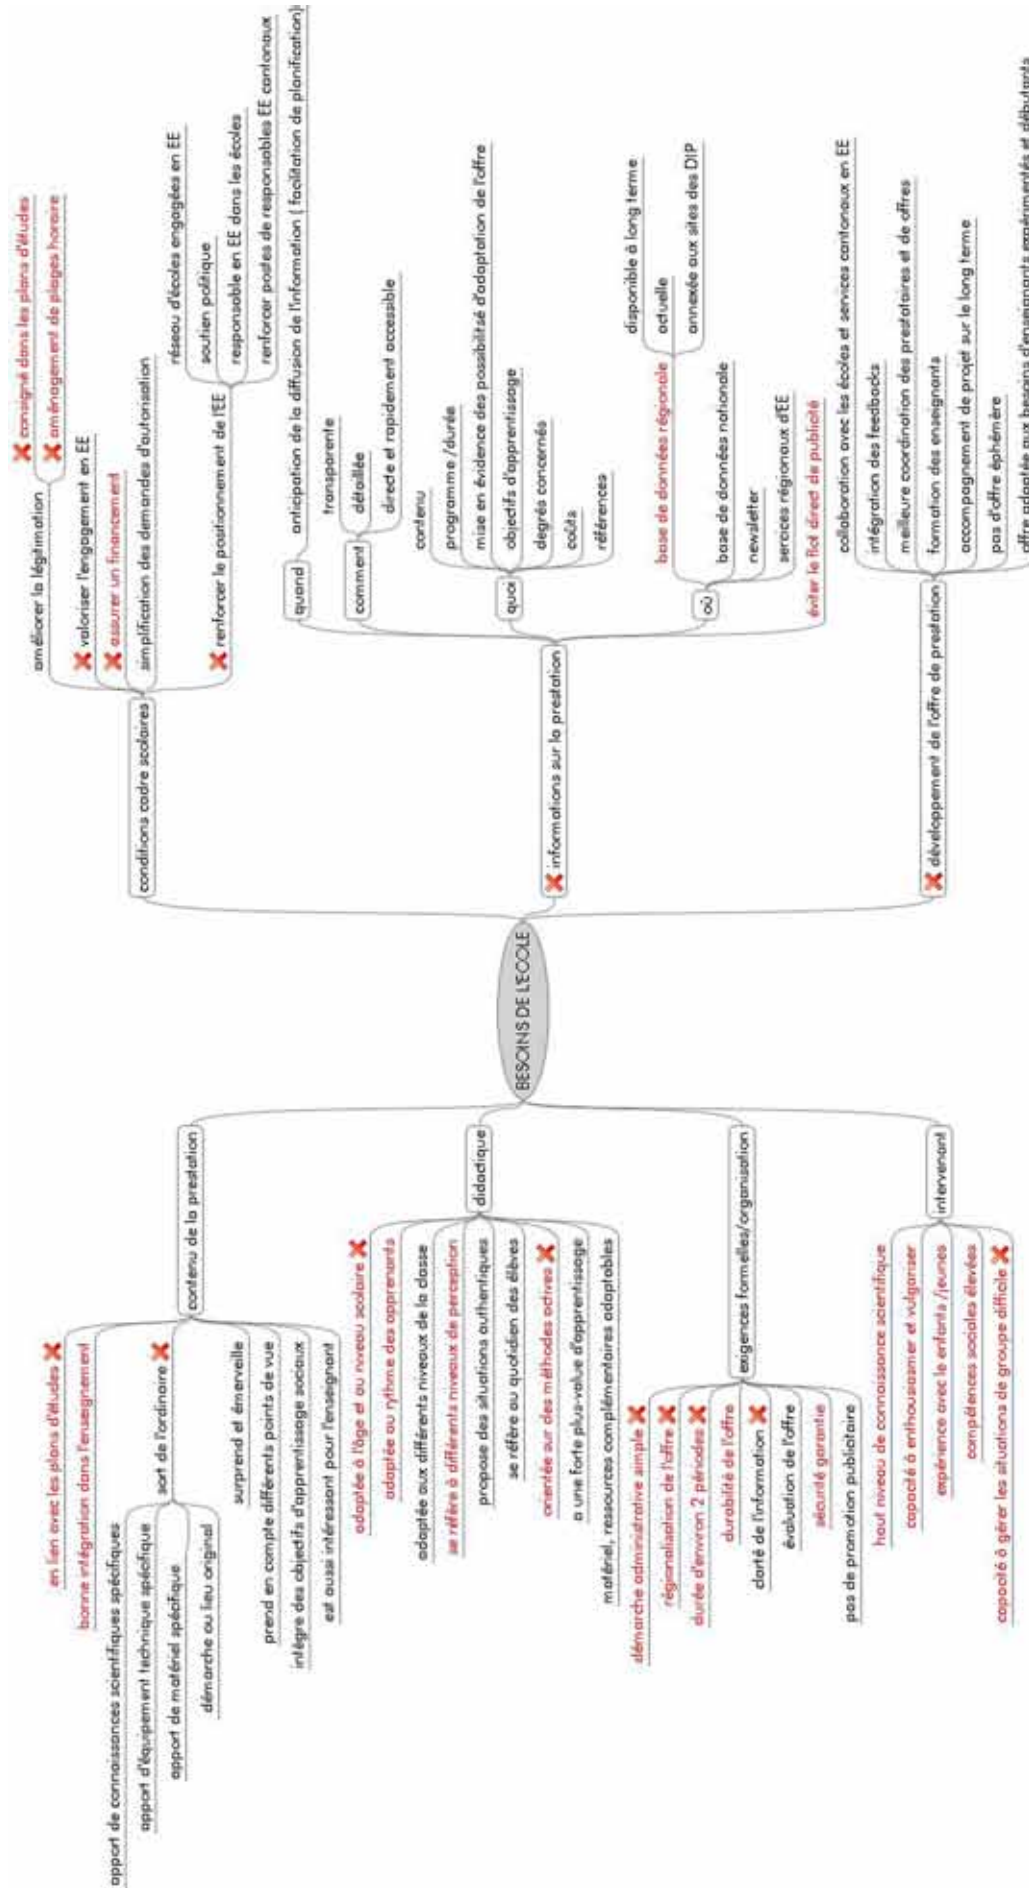 BESOINS DE L'ECOLE
contenu de la prestation
en lien avec les plans d'études
bonne intégration dans l'enseignement
sort de l'ordinaire
apport de connaissances scientifiques spécifiques
apport d'équipement technique spécifique
apport de matériel spécifique
démarche ou lieu original
surprend et émerveille
prend en compte différents points de vue
intègre des objectifs d'apprentissage sociaux
est aussi intéressant pour l'enseignant
didactique
adaptée à l'âge et au niveau scolaire
adaptée au rythme des apprenants
adaptée aux différents niveaux de la classe
se réfère à différents niveaux de perception
propose des situations authentiques
se réfère au quotidien des élèves
orientée sur des méthodes actives
a une forte plus-value d'apprentissage
matériel, ressources complémentaires adaptables
exigences formelles/organisation
démarche administrative simple
régionalisation de l'offre
durée d'environ 2 périodes
durabilité de l'offre
clarté de l'information
évaluation de l'offre
sécurité garantie
pas de promotion publicitaire
intervenant
haut niveau de connaissance scientifique
capacité à enthousiasmer et vulgariser
expérience avec le enfants /jeunes
compétences sociales élevées
capacité à gérer les situations de groupe difficile
conditions cadre scolaires
améliorer la légitimation
consigné dans les plans d'études
aménagement de plages horaire
valoriser l'engagement en EE
assurer un financement
simplification des demandes d'autorisation
renforcer le positionnement de l'EE
réseau d'écoles engagées en EE
soutien politique
responsable en EE dans les écoles
renforcer postes de responsables EE cantonaux
informations sur la prestation
quand
anticipation de la diffusion de l'information ( facilitation de planification)
comment
transparente
détaillée
directe et rapidement accessible
quoi
contenu
programme /durée
mise en évidence des possibilitsé d'adaptation de l'offre
objectifs d'apprentissage
degrés concernés
coûts
références
où
base de données régionale
disponible à long terme
actuelle
annexée aux sites des DIP
base de données nationale
newsletter
sercices régionaux d'EE
éviter le flot direct de publicité
développement de l'offre de prestation
collaboration avec les écoles et services cantonaux en EE
intégration des feedbacks
meilleure coordination des prestataires et de offres
formation des enseignants
accompagnement de projet sur le long terme
pas d'offre éphémère
offre adaptée aux besoins d'enseignants expérimentés et débutants